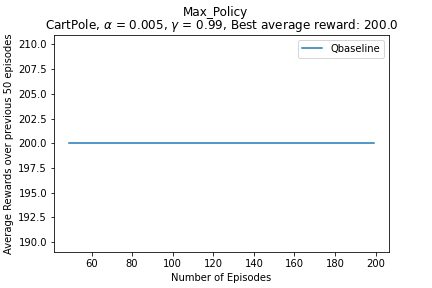 Max_Policy
CartPole, α = 0.005, γ = 0.99, Best average reward: 200.0
Qbaseline
Average Rewards over previous 50 episodes
210.0
207.5
205.0
202.5
200.0
197.5
195.0
192.5
190.0
60 80 100 120 140 160 180 200
Number of Episodes